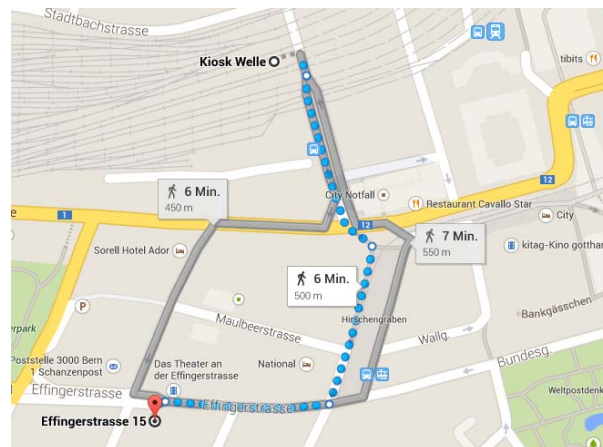 Stadtbachstrasse
Kiosk Welle
tibits
12
6 Min.
450 m
City Notfall
Restaurant Cavallo Star
1
12
City
Sorell Hotel Ador
7 Min.
550 m
kitag-Kino gotthar
6 Min.
500 m
P
Hirschengraben
Bankgässchen
erpark
Maulbeerstrasse
Wallg.
Poststelle 3000 Bern
1 Schanzenpost
Das Theater an
der Effingerstrasse
National
Bundesg.
Effingerstrasse
Effingerstrasse
Weltpostdenk
Effingerstrasse 15